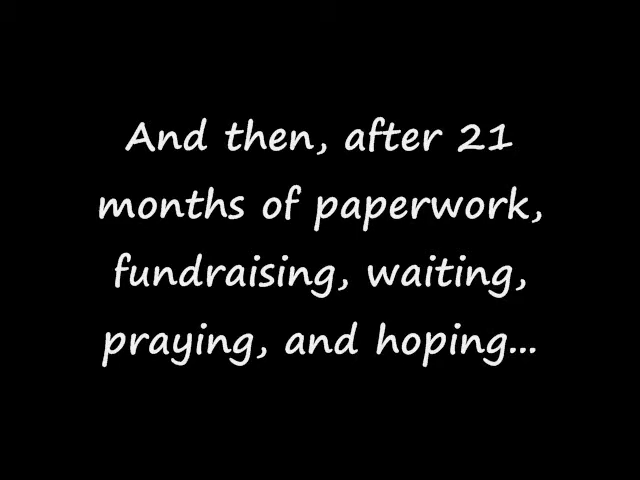 And then, after 21
months of paperwork,
fundraising, waiting,
praying, and hoping...